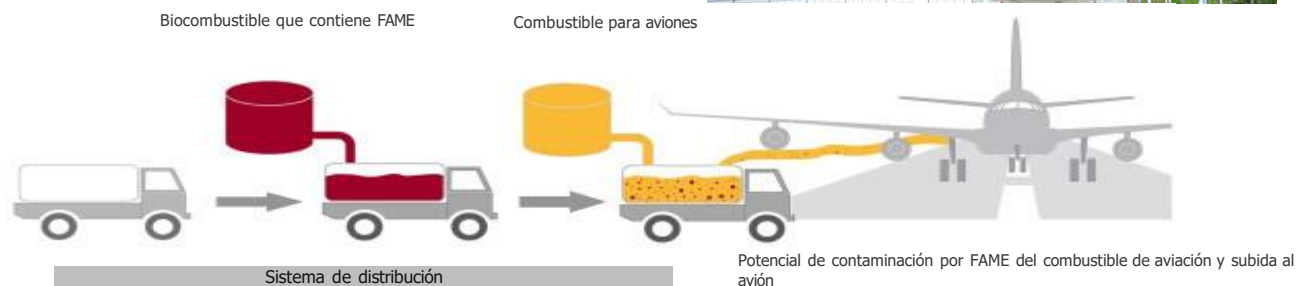 Biocombustible que contiene FAME
Combustible para aviones
Sistema de distribución
Potencial de contaminación por FAME del combustible de aviación y subida al
avión